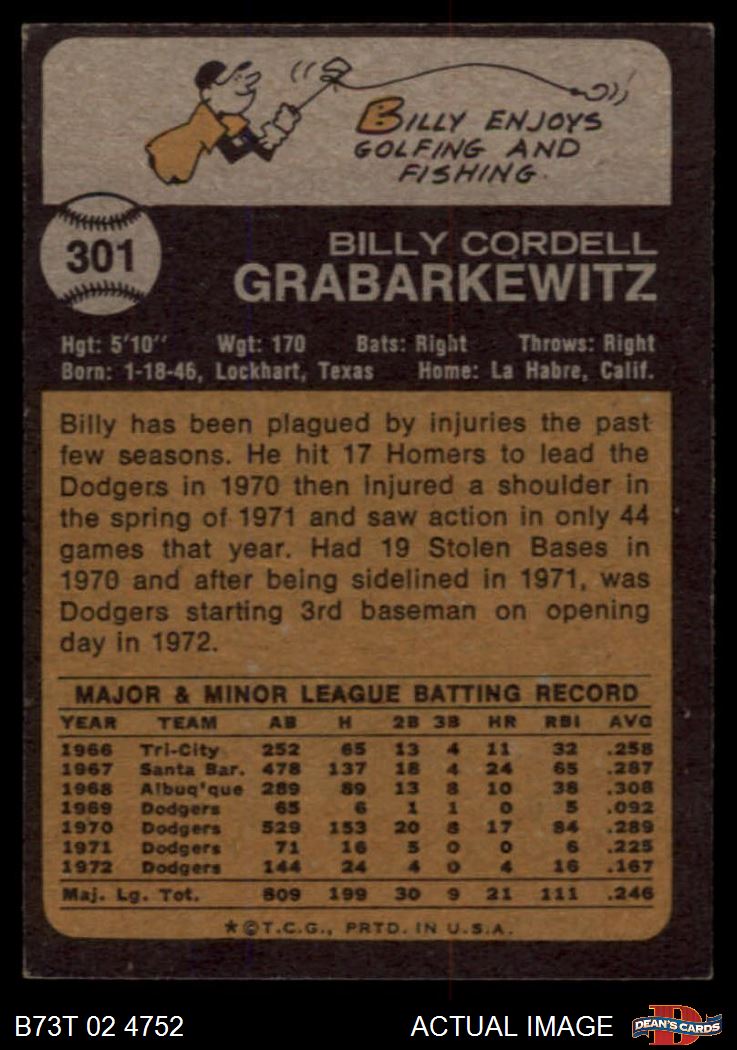 BILLY ENJOYS
GOLFING AND
FISHING.
301
BILLY CORDELL
GRABARKEWITZ
Hgt: 5'10'' Wgt: 170 Bats: Right Throws: Right
Born: 1-18-46, Lockhart, Texas Home: La Habre, Calif.
Billy has been plagued by injuries the past
few seasons. He hit 17 Homers to lead the
Dodgers in 1970 then injured a shoulder in
the spring of 1971 and saw action in only 44
games that year. Had 19 Stolen Bases in
1970 and after being sidelined in 1971, was
Dodgers starting 3rd baseman on opening
day in 1972.
MAJOR & MINOR LEAGUE BATTING RECORD
YEAR TEAM AB H 2B 3B HR RBI AVG
1966 Tri-City 252 65 13 4 11 32 .258
1967 Santa Bar. 478 137 18 4 24 65 .287
1968 Albuq'que 289 89 13 8 10 38 .308
1969 Dodgers 65 6 1 1 0 5 .092
1970 Dodgers 529 153 20 8 17 84 .289
1971 Dodgers 71 16 5 0 0 6 .225
1972 Dodgers 144 24 4 0 4 16 .167
Maj. Lg. Tot. 809 199 30 9 21 111 .246
*©T.C.G., PRTD. IN U.S.A.
B73T 02 4752 ACTUAL IMAGE D DEAN'S CARDS